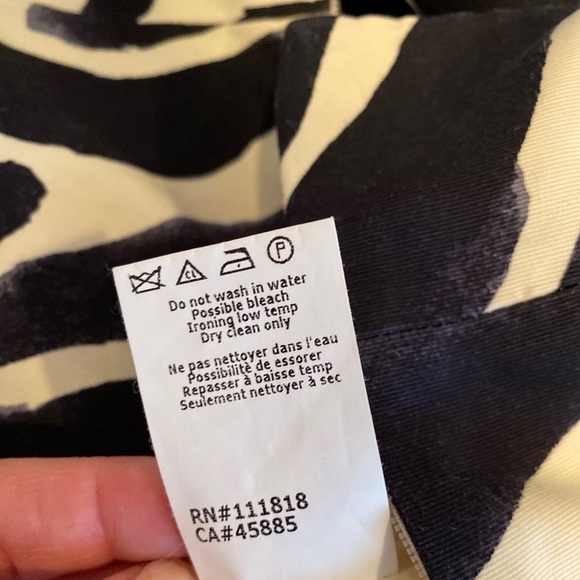 CL P
Do not wash in water
Possible bleach
Ironing low temp
Dry clean only
Ne pas nettoyer dans l'eau
Possibilité de essorer
Repasser à baisse temp
Seulement nettoyer à sec
RN#111818
CA#45885